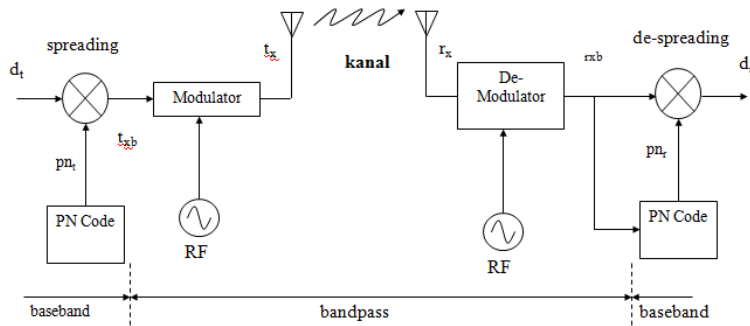 spreading
d_t
t_x
kanal
r_x
rxb
de-spreading
Modulator
De-
Modulator
t_xb
pn_t
pn_r
PN Code
RF
RF
PN Code
baseband
bandpass
baseband